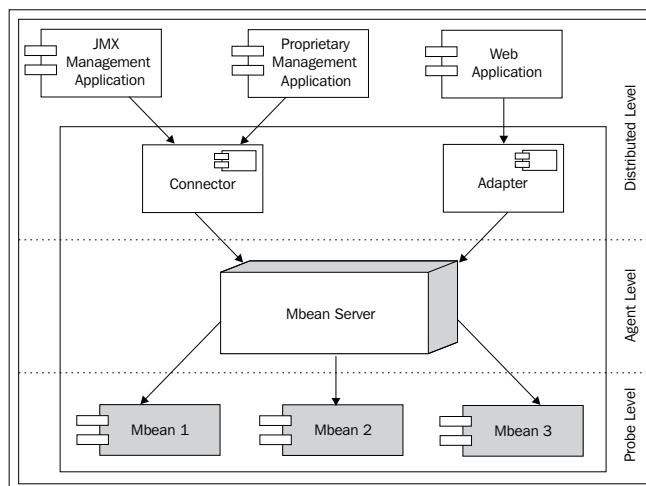 JMX
Management
Application
Proprietary
Management
Application
Web
Application
Distributed Level
Connector
Adapter
Agent Level
Mbean Server
Probe Level
Mbean 1
Mbean 2
Mbean 3